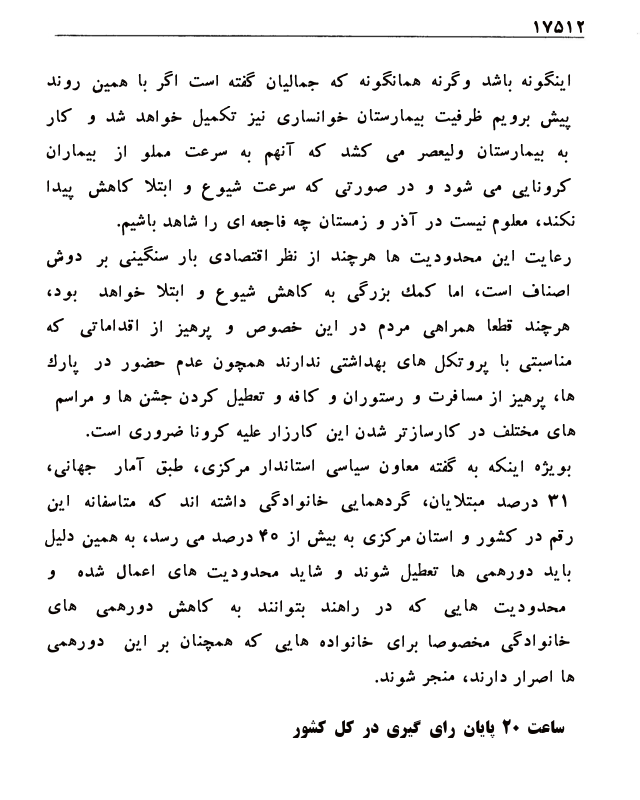 ۱۷۵۱۲
اینگونه باشد وگرنه همانگونه که جمالیان گفته است اگر با همین روند
پیش برویم ظرفیت بیمارستان خوانساری نیز تکمیل خواهد شد و کار
به بیمارستان ولیعصر می کشد که آنهم به سرعت مملو از بیماران
کرونایی می شود و در صورتی که سرعت شیوع و ابتلا کاهش پیدا
نکند، معلوم نیست در آذر و زمستان چه فاجعه ای را شاهد باشیم.
رعایت این محدودیت ها هرچند از نظر اقتصادی بار سنگینی بر دوش
اصناف است، اما کمك بزرگی به کاهش شیوع و ابتلا خواهد بود،
هرچند قطعا همراهی مردم در این خصوص و پرهیز از اقداماتی که
مناسبتی با پروتکل های بهداشتی ندارند همچون عدم حضور در پارك
ها، پرهیز از مسافرت و رستوران و کافه و تعطیل کردن جشن ها و مراسم
های مختلف در کارسازتر شدن این کارزار علیه کرونا ضروری است.
بویژه اینکه به گفته معاون سیاسی استاندار مرکزی، طبق آمار جهانی،
۳۱ درصد مبتلایان، گردهمایی خانوادگی داشته اند که متاسفانه این
رقم در کشور و استان مرکزی به بیش از ۴۰ درصد می رسد، به همین دلیل
باید دورهمی ها تعطیل شوند و شاید محدودیت های اعمال شده و
محدودیت هایی که در راهند بتوانند به کاهش دورهمی های
خانوادگی مخصوصا برای خانواده هایی که همچنان بر این دورهمی
ها اصرار دارند، منجر شوند.
ساعت ۲۰ پایان رای گیری در کل کشور